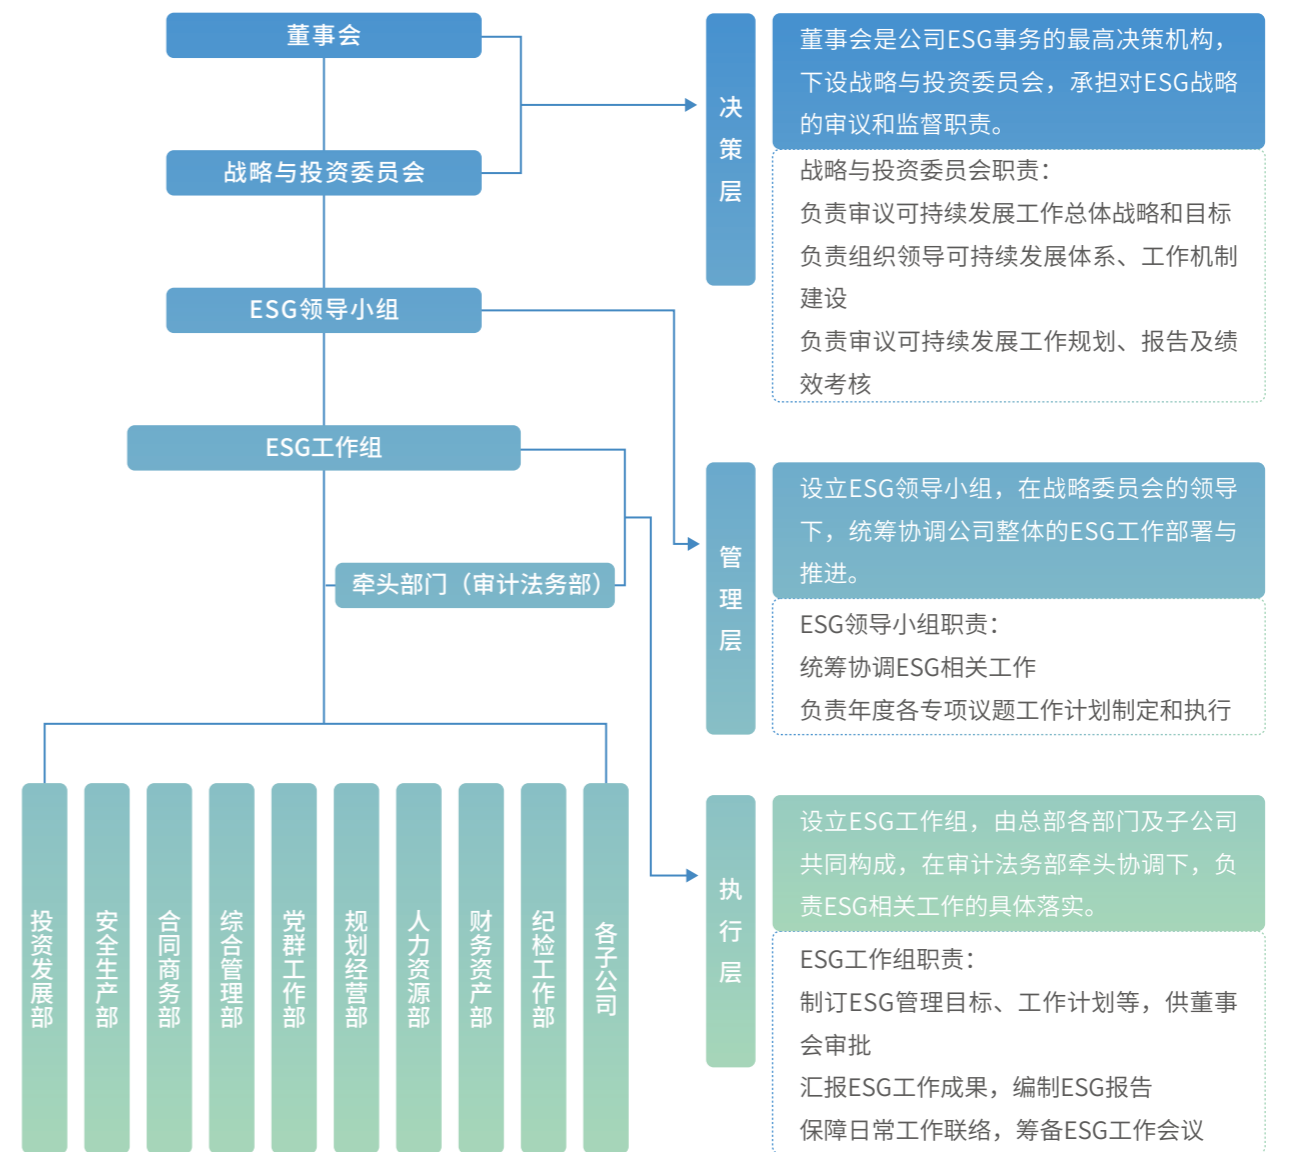 董事会
战略与投资委员会
ESG领导小组
ESG工作组
牵头部门（审计法务部）
投资发展部
安全生产部
合同商务部
综合管理部
党群工作部
规划经营部
人力资源部
财务资产部
纪检工作部
各子公司
决策层
董事会是公司ESG事务的最高决策机构，
下设战略与投资委员会，承担对ESG战略
的审议和监督职责。
战略与投资委员会职责：
负责审议可持续发展工作总体战略和目标
负责组织领导可持续发展体系、工作机制
建设
负责审议可持续发展工作规划、报告及绩
效考核
管理层
设立ESG领导小组，在战略委员会的领导
下，统筹协调公司整体的ESG工作部署与
推进。
ESG领导小组职责：
统筹协调ESG相关工作
负责年度各专项议题工作计划制定和执行
执行层
设立ESG工作组，由总部各部门及子公司
共同构成，在审计法务部牵头协调下，负
责ESG相关工作的具体落实。
ESG工作组职责：
制订ESG管理目标、工作计划等，供董事
会审批
汇报ESG工作成果，编制ESG报告
保障日常工作联络，筹备ESG工作会议